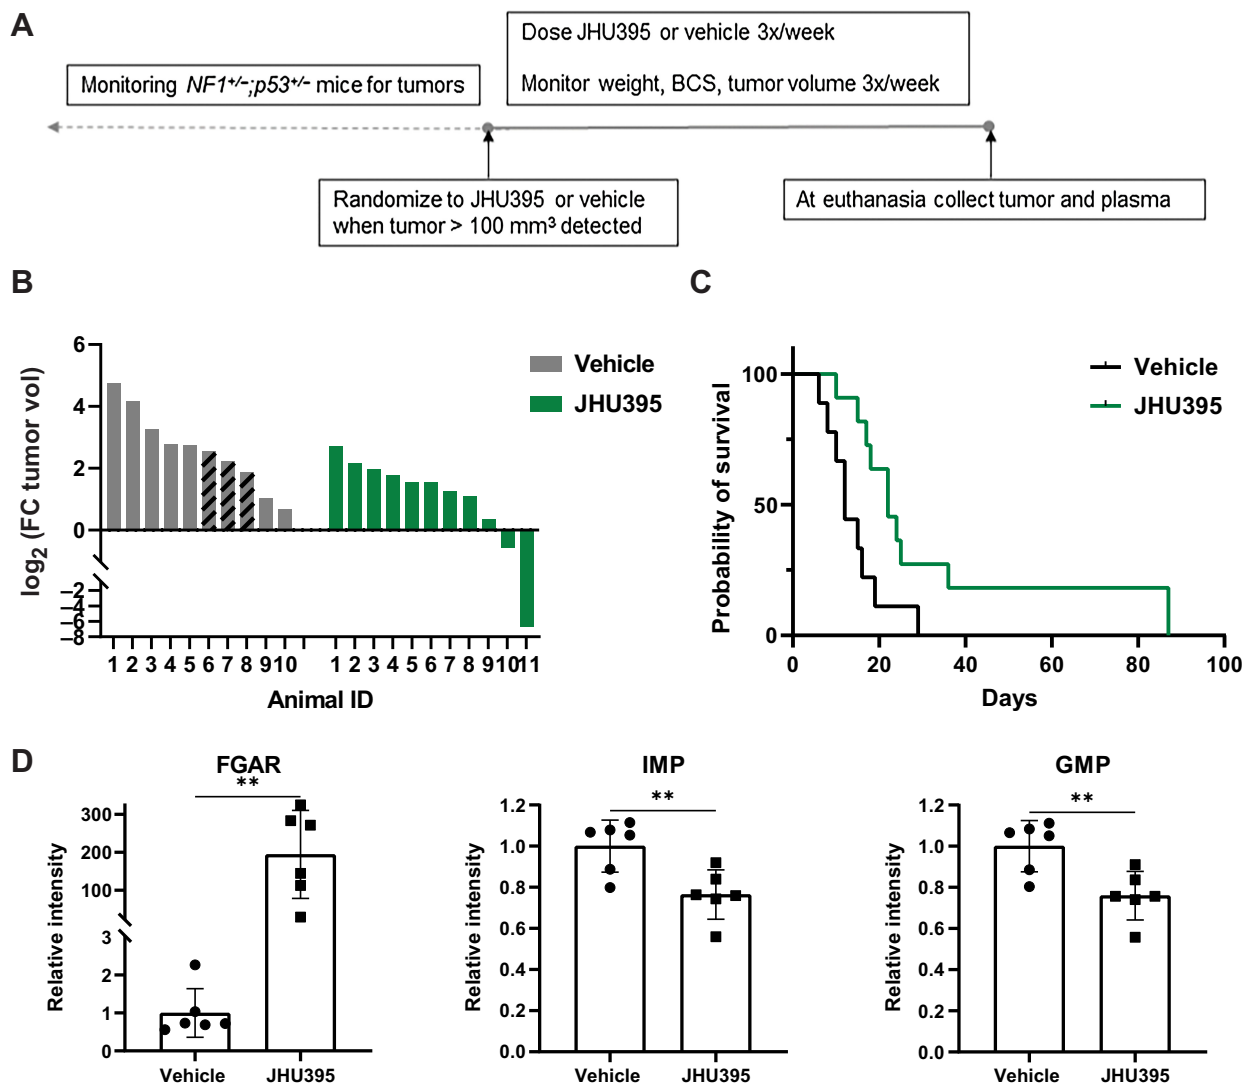 A
Monitoring NF1+/-;p53+/- mice for tumors
Dose JHU395 or vehicle 3x/week
Monitor weight, BCS, tumor volume 3x/week
Randomize to JHU395 or vehicle
when tumor > 100 mm³ detected
At euthanasia collect tumor and plasma
B
log₂ (FC tumor vol)
6
4
2
0
−2
−4
−6
−8
1 2 3 4 5 6 7 8 9 10 1 2 3 4 5 6 7 8 9 10 11
Animal ID
Vehicle
JHU395
C
Probability of survival
100
50
0
0 20 40 60 80 100
Days
Vehicle
JHU395
D
FGAR
**
Relative intensity
300
200
100
3
2
1
0
Vehicle JHU395
IMP
**
Relative intensity
1.2
1.0
0.8
0.6
0.4
0.2
0.0
Vehicle JHU395
GMP
**
Relative intensity
1.2
1.0
0.8
0.6
0.4
0.2
0.0
Vehicle JHU395